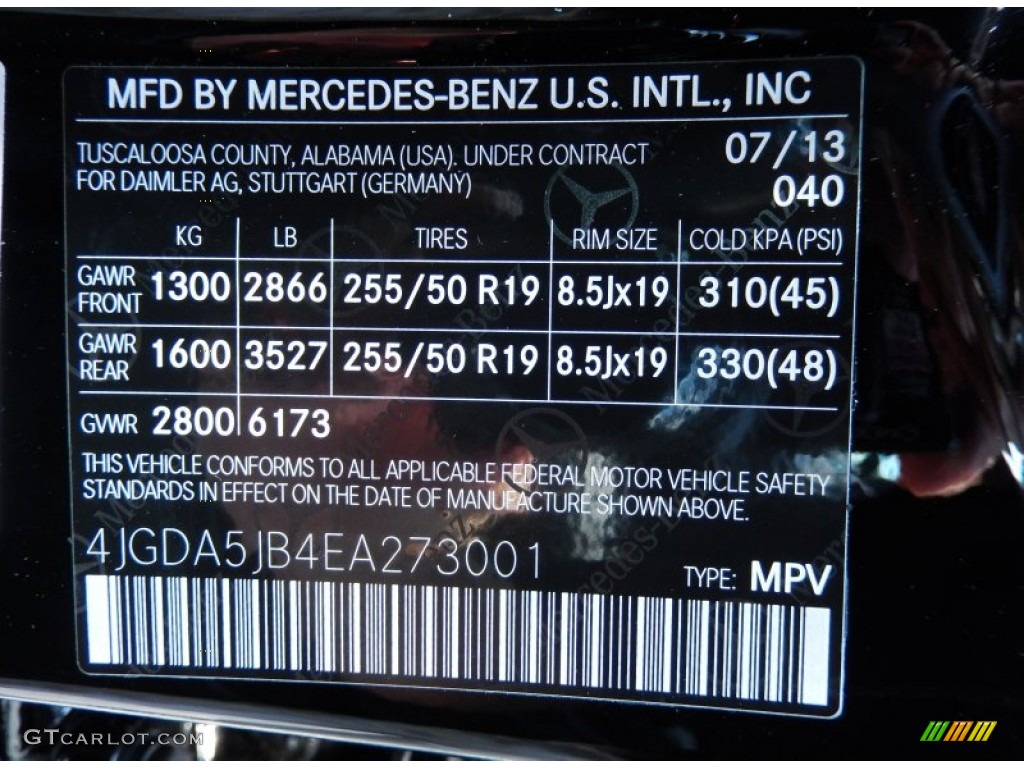 MFD BY MERCEDES-BENZ U.S. INTL., INC
TUSCALOOSA COUNTY, ALABAMA (USA). UNDER CONTRACT 07/13
FOR DAIMLER AG, STUTTGART (GERMANY) 040
KG LB TIRES RIM SIZE COLD KPA (PSI)
GAWR FRONT 1300 2866 255/50 R19 8.5Jx19 310(45)
GAWR REAR 1600 3527 255/50 R19 8.5Jx19 330(48)
GVWR 2800 6173
THIS VEHICLE CONFORMS TO ALL APPLICABLE FEDERAL MOTOR VEHICLE SAFETY
STANDARDS IN EFFECT ON THE DATE OF MANUFACTURE SHOWN ABOVE.
4JGDA5JB4EA273001
TYPE: MPV
GTCARLOT.COM